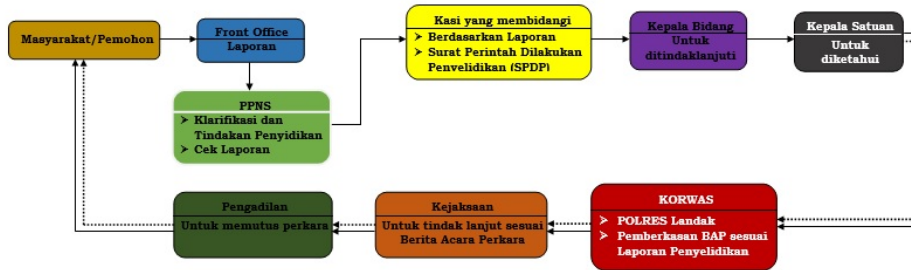 Masyarakat/Pemohon
Front Office
Laporan
PPNS
➤ Klarifikasi dan
Tindakan Penyidikan
➤ Cek Laporan
Kasi yang membidangi
➤ Berdasarkan Laporan
➤ Surat Perintah Dilakukan
Penyelidikan (SPDP)
Kepala Bidang
Untuk
ditindaklanjuti
Kepala Satuan
Untuk
diketahui
KORWAS
➤ POLRES Landak
➤ Pemberkasan BAP sesuai
Laporan Penyelidikan
Kejaksaan
Untuk tindak lanjut sesuai
Berita Acara Perkara
Pengadilan
Untuk memutus perkara